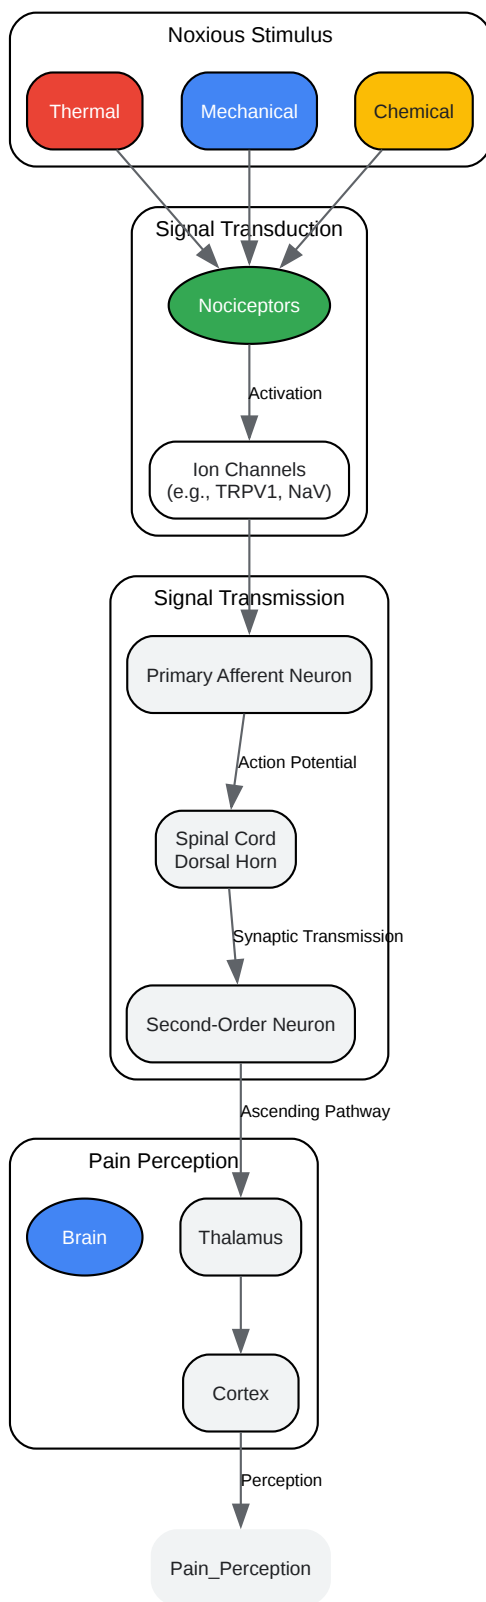 Noxious Stimulus
Thermal
Mechanical
Chemical
Signal Transduction
Nociceptors
Activation
Ion Channels
(e.g., TRPV1, NaV)
Signal Transmission
Primary Afferent Neuron
Action Potential
Spinal Cord
Dorsal Horn
Synaptic Transmission
Second-Order Neuron
Ascending Pathway
Pain Perception
Brain
Thalamus
Cortex
Perception
Pain_Perception